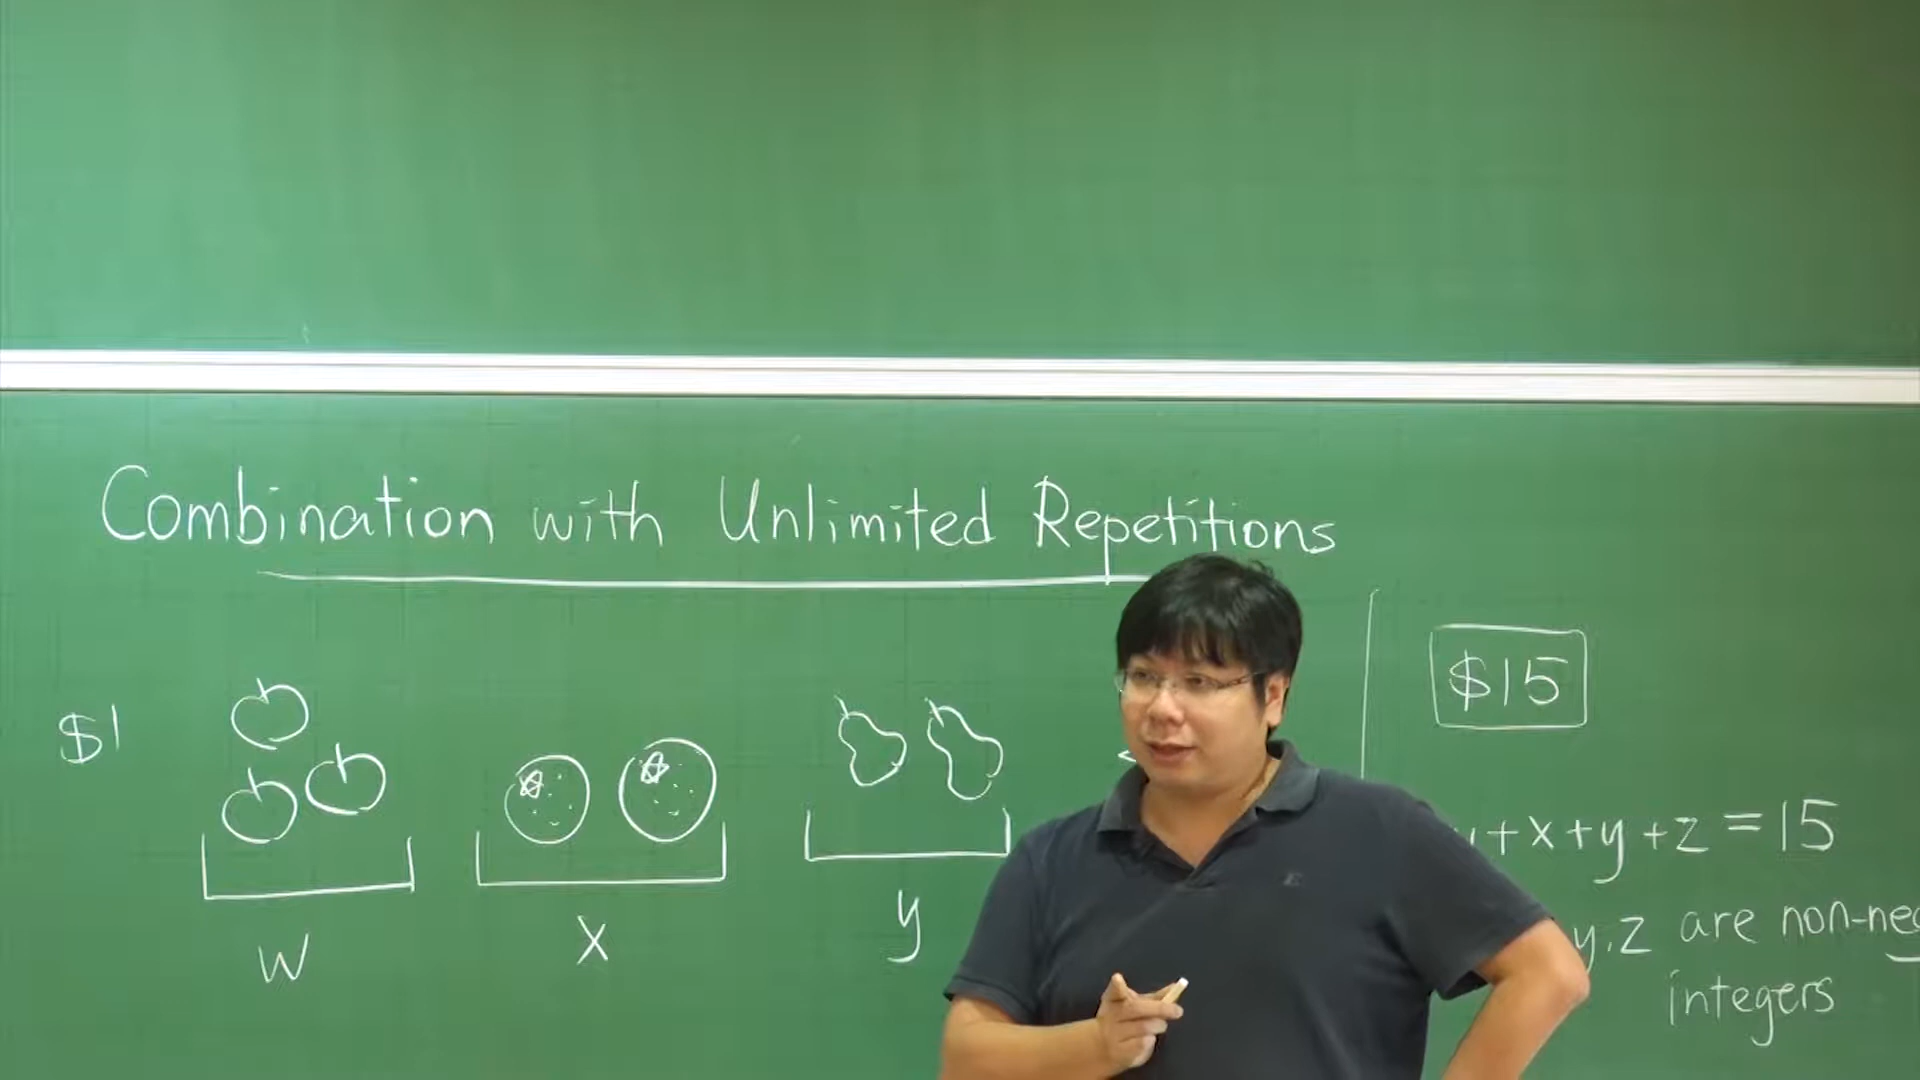 Combination with Unlimited Repetitions
$1
W
X
y
$15
+x+y+z=15
y,z are non-neg
integers